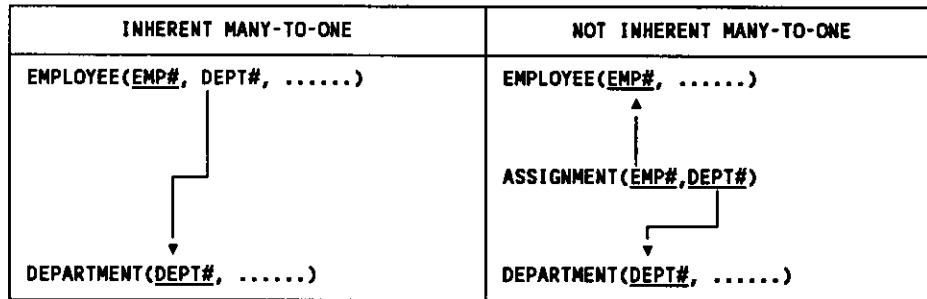 INHERENT MANY-TO-ONE
NOT INHERENT MANY-TO-ONE
EMPLOYEE(EMP#, DEPT#, ......)
DEPARTMENT(DEPT#, ......)
EMPLOYEE(EMP#, ......)
ASSIGNMENT(EMP#,DEPT#)
DEPARTMENT(DEPT#, ......)